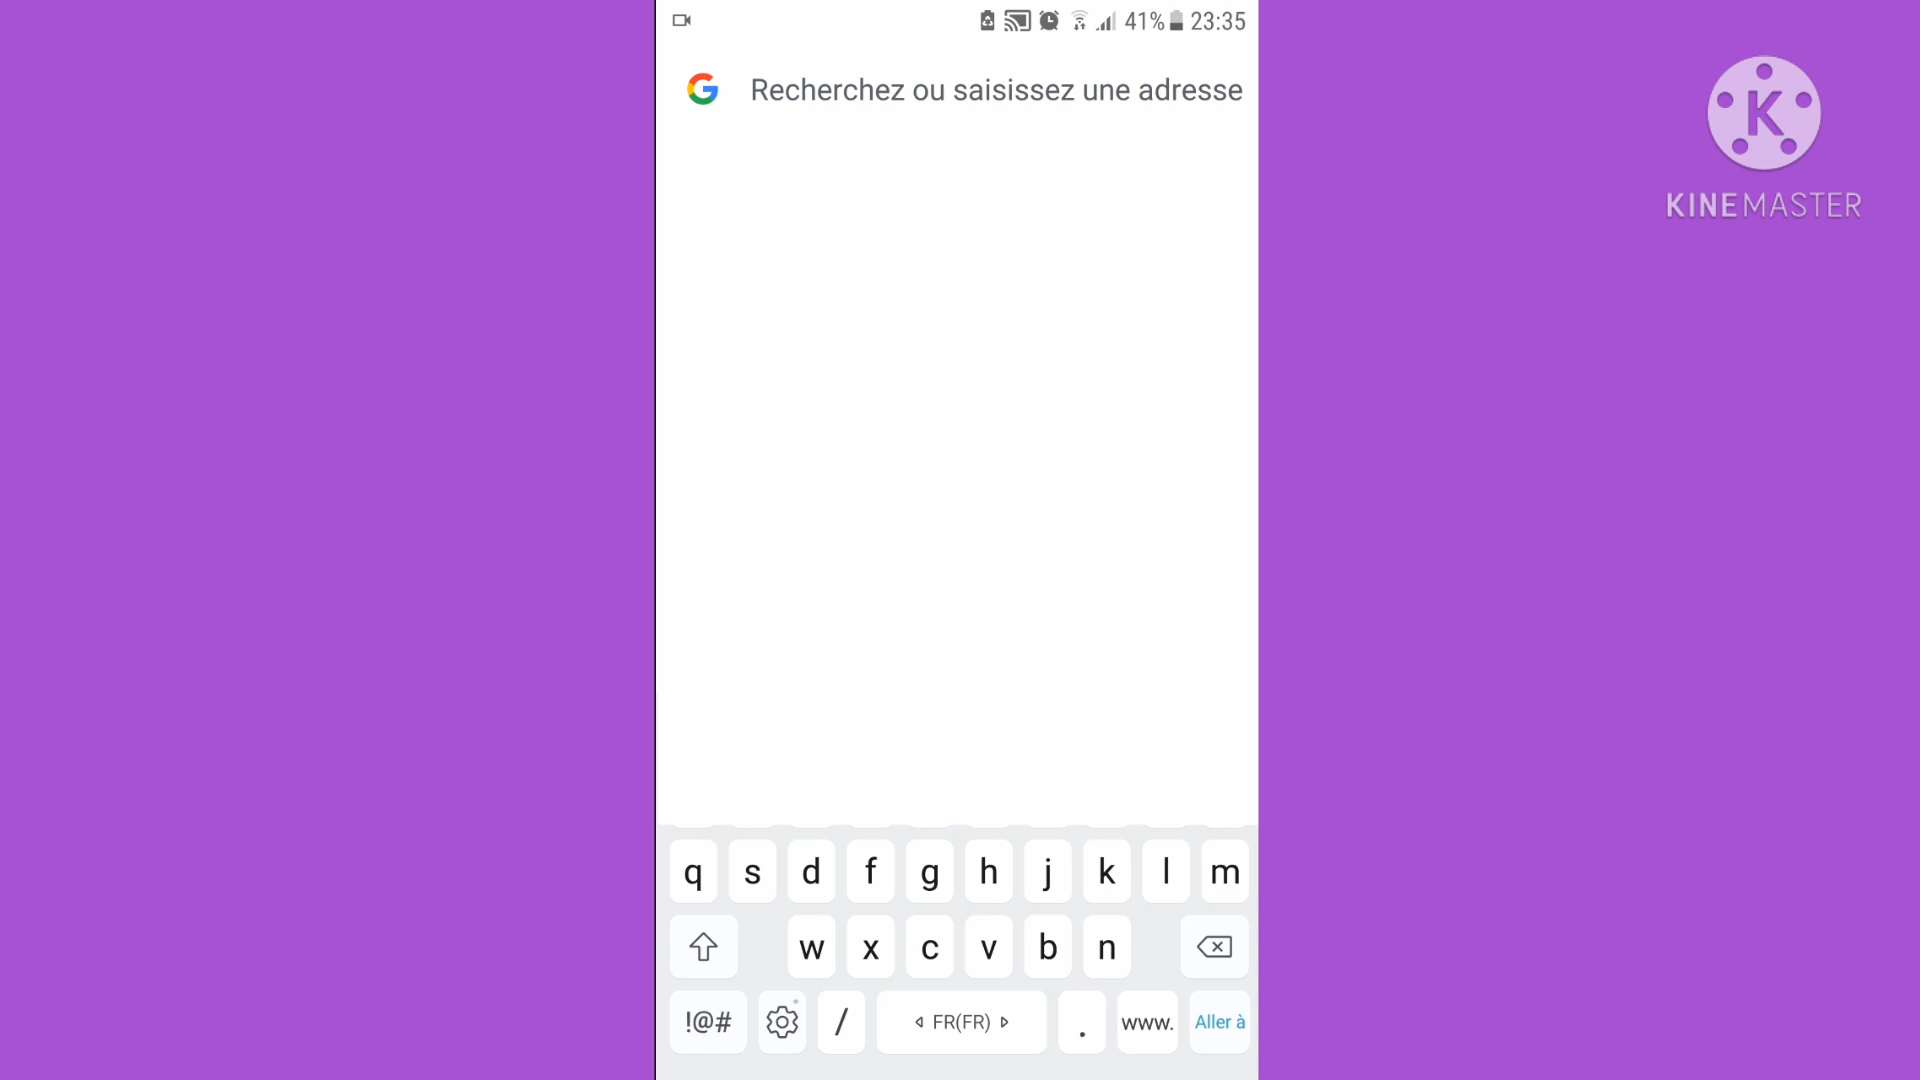 41% 23:35
Recherchez ou saisissez une adresse
K
KINEMASTER
q s d f g h j k l m
w x c v b n
!@# / FR(FR) . www. Aller à